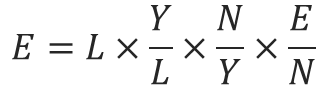 E = L × Y/L × N/Y × E/N